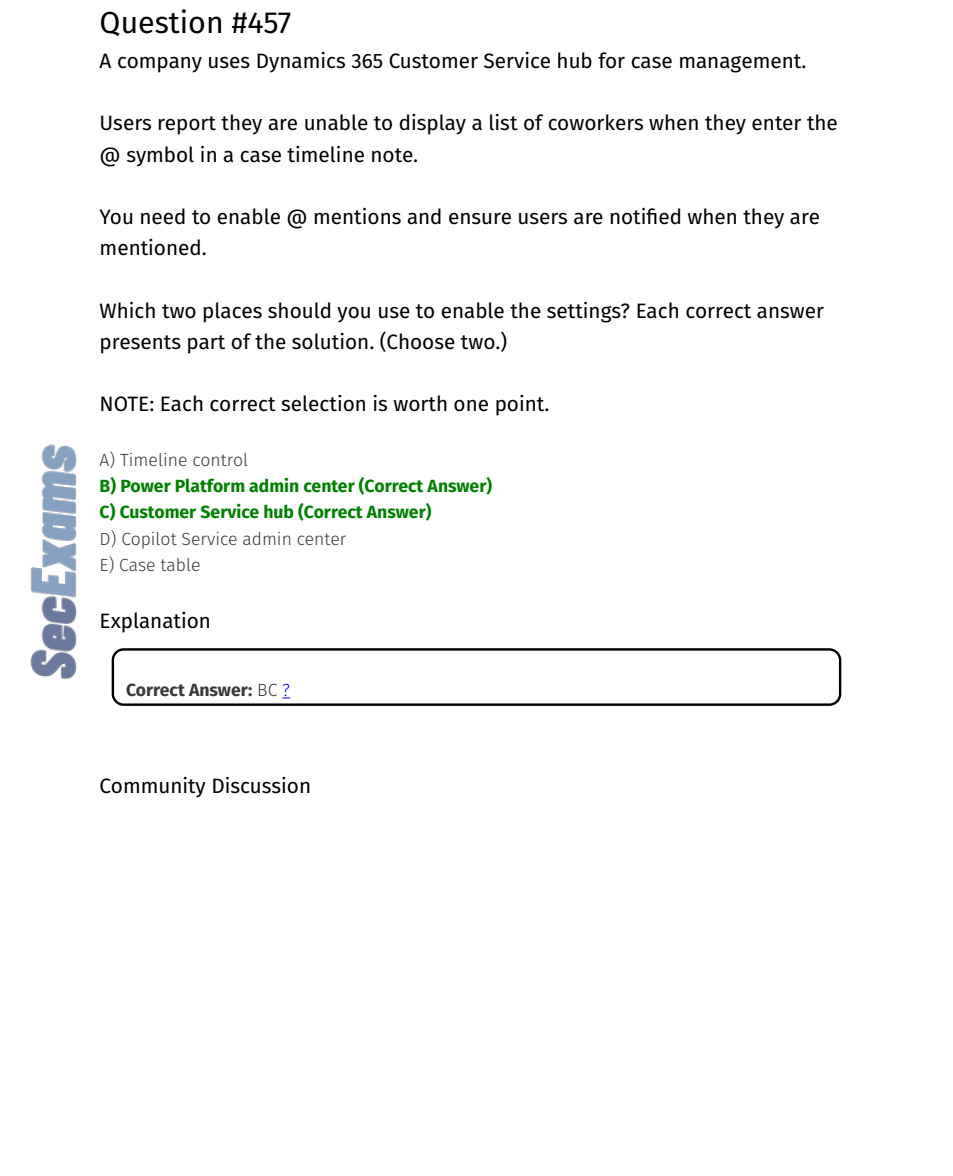 Question #457
A company uses Dynamics 365 Customer Service hub for case management.
Users report they are unable to display a list of coworkers when they enter the
@ symbol in a case timeline note.
You need to enable @ mentions and ensure users are notified when they are
mentioned.
Which two places should you use to enable the settings? Each correct answer
presents part of the solution. (Choose two.)
NOTE: Each correct selection is worth one point.
SecExams
A) Timeline control
B) Power Platform admin center (Correct Answer)
C) Customer Service hub (Correct Answer)
D) Copilot Service admin center
E) Case table
Explanation
Correct Answer: BC ?
Community Discussion